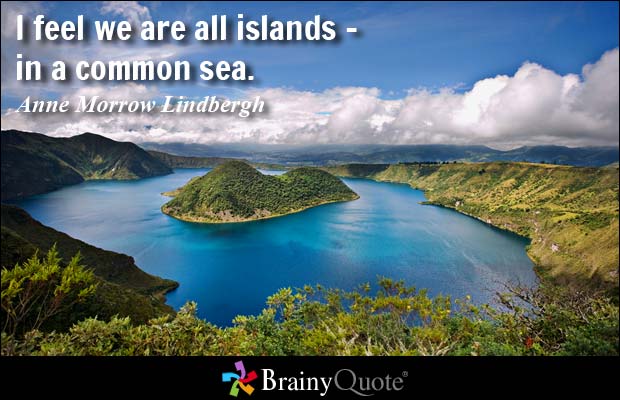 I feel we are all islands -
in a common sea.
Anne Morrow Lindbergh
BrainyQuote®